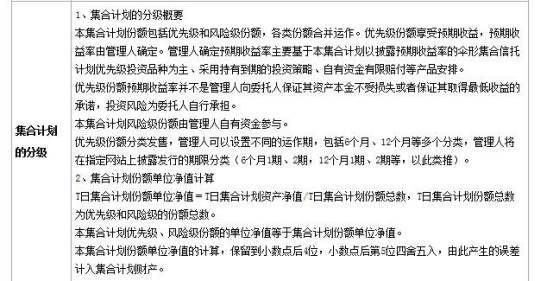 集合计划
的分级
1、集合计划的分级概要
本集合计划份额包括优先级和风险级份额，各类份额合并运作。优先级份额享受预期收益，预期收
益率由管理人确定。管理人确定预期收益率主要基于本集合计划以披露预期收益率的伞形集合信托
计划优先级投资品种为主、采用持有到期的投资策略、自有资金有限赔付等产品安排。
优先级份额预期收益率并不是管理人向委托人保证其资产本金不受损失或者保证其取得最低收益的
承诺，投资风险为委托人自行承担。
本集合计划风险级份额由管理人自有资金参与。
优先级份额分类发售，管理人可以设置不同的运作期，包括6个月、12个月等多个分类，管理人将
在指定网站上披露发行的期限分类（6个月1期、2期，12个月1期、2期等，以此类推）。
2、集合计划份额单位净值计算
T日集合计划份额单位净值＝T日集合计划资产净值/T日集合计划份额总数，T日集合计划份额总数
为优先级和风险级的份额总数。
本集合计划优先级、风险级份额的单位净值等于集合计划份额单位净值。
本集合计划份额单位净值的计算，保留到小数点后4位，小数点后第5位四舍五入，由此产生的误差
计入集合计划财产。